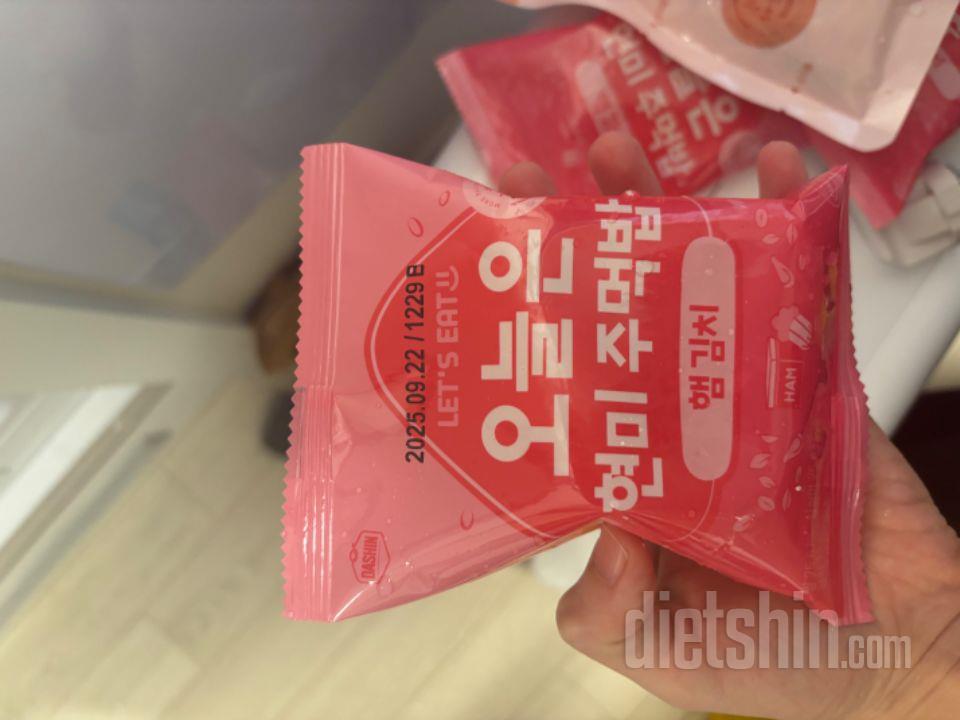 2025.09.22 / 1229 B
LET'S EAT
오늘은
현미 주먹밥
햄 김치
HAM
DASHIN
dietshin.com